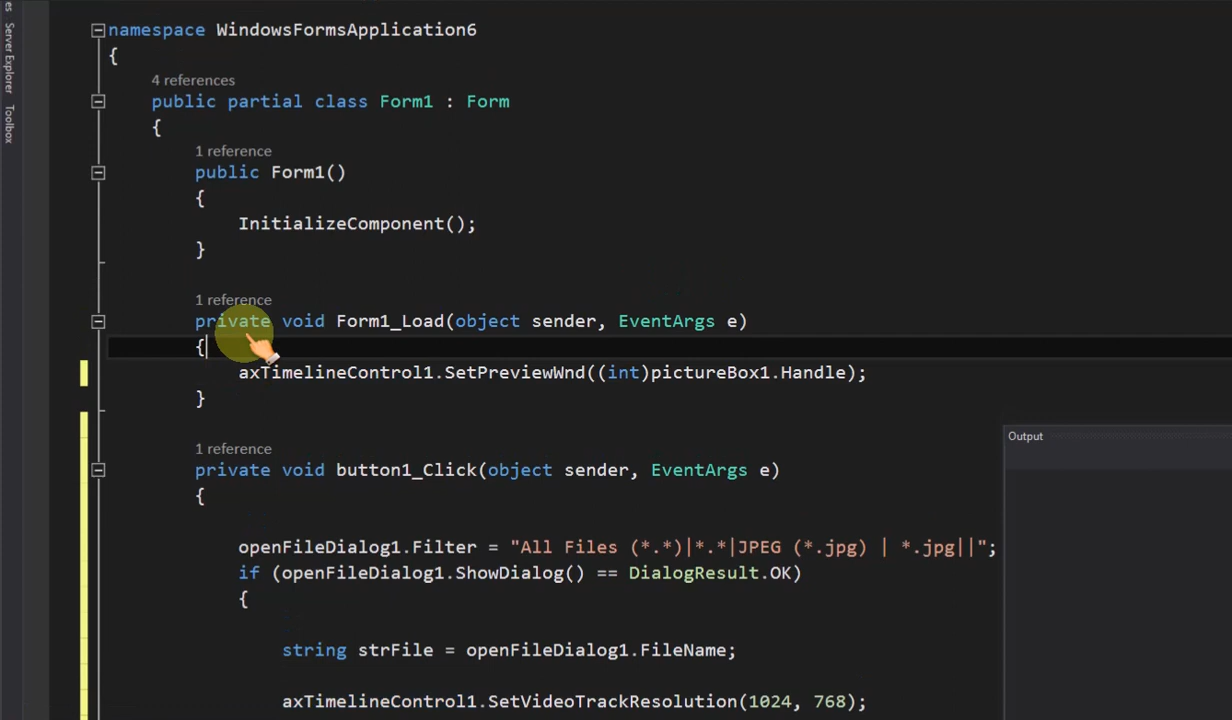 es
Server Explorer
Toolbox
namespace WindowsFormsApplication6
{
4 references
public partial class Form1 : Form
{
1 reference
public Form1()
{
InitializeComponent();
}
1 reference
private void Form1_Load(object sender, EventArgs e)
{
axTimelineControl1.SetPreviewWnd((int)pictureBox1.Handle);
}
1 reference
private void button1_Click(object sender, EventArgs e)
{
openFileDialog1.Filter = "All Files (*.*)|*.*|JPEG (*.jpg) | *.jpg||";
if (openFileDialog1.ShowDialog() == DialogResult.OK)
{
string strFile = openFileDialog1.FileName;
axTimelineControl1.SetVideoTrackResolution(1024, 768);
Output